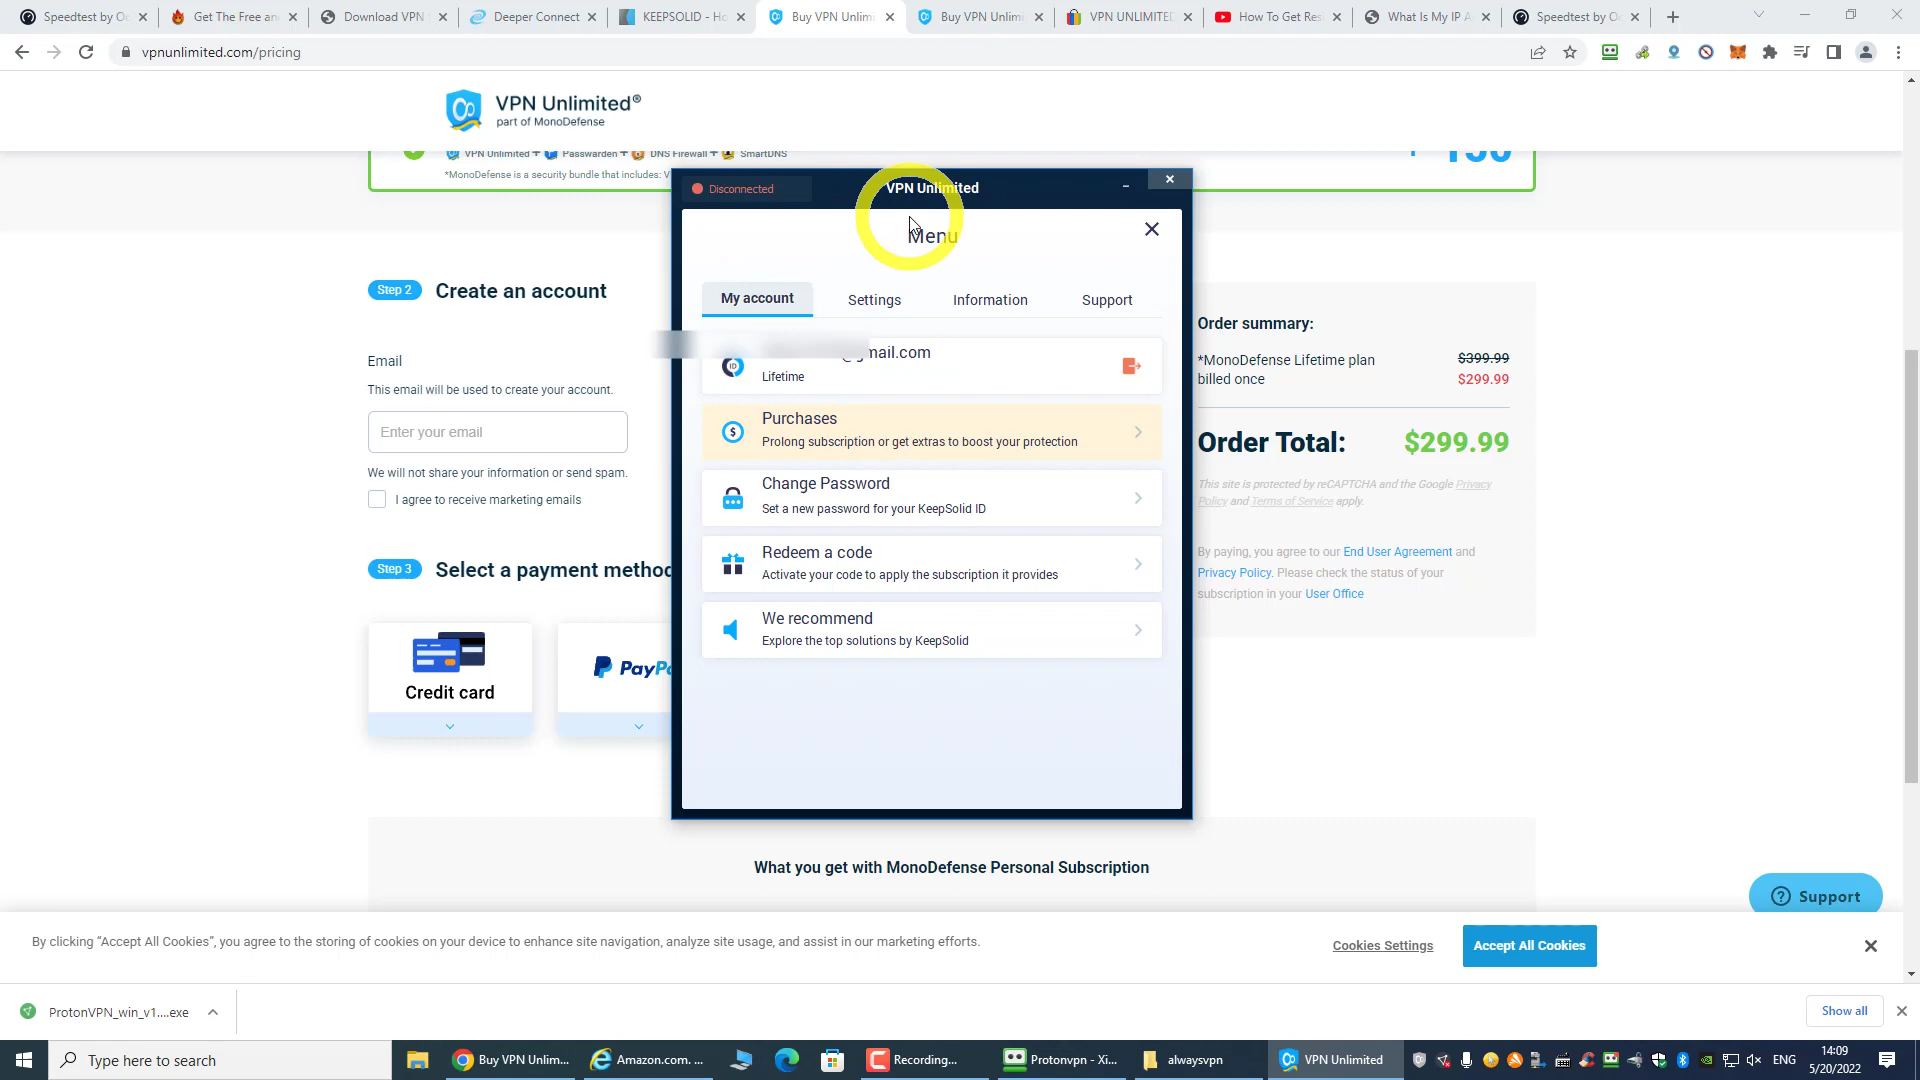 Speedtest by O
Get The Free an
Download VPN
Deeper Connect
KEEPSOLID - Ho
Buy VPN Unlim
Buy VPN Unlimi
VPN UNLIMITED
How To Get Res
What Is My IP A
Speedtest by O
vpnunlimited.com/pricing
VPN Unlimited®
part of MonoDefense
VPN Unlimited + Passwarden + DNS Firewall + SmartDNS
*MonoDefense is a security bundle that includes: V
Disconnected
VPN Unlimited
Menu
My account
Settings
Information
Support
@gmail.com
Lifetime
Purchases
Prolong subscription or get extras to boost your protection
Change Password
Set a new password for your KeepSolid ID
Redeem a code
Activate your code to apply the subscription it provides
We recommend
Explore the top solutions by KeepSolid
Step 2 Create an account
Email
This email will be used to create your account.
Enter your email
We will not share your information or send spam.
I agree to receive marketing emails
Step 3 Select a payment method
Credit card
PayPa
Order summary:
*MonoDefense Lifetime plan $399.99
billed once $299.99
Order Total: $299.99
This site is protected by reCAPTCHA and the Google Privacy
Policy and Terms of Service apply.
By paying, you agree to our End User Agreement and
Privacy Policy. Please check the status of your
subscription in your User Office
What you get with MonoDefense Personal Subscription
Support
By clicking “Accept All Cookies”, you agree to the storing of cookies on your device to enhance site navigation, analyze site usage, and assist in our marketing efforts.
Cookies Settings
Accept All Cookies
ProtonVPN_win_v1....exe
Show all
Type here to search
Buy VPN Unlim...
Amazon.com. ...
Recording...
Protonvpn - Xi...
alwaysvpn
VPN Unlimited
ENG
14:09
5/20/2022